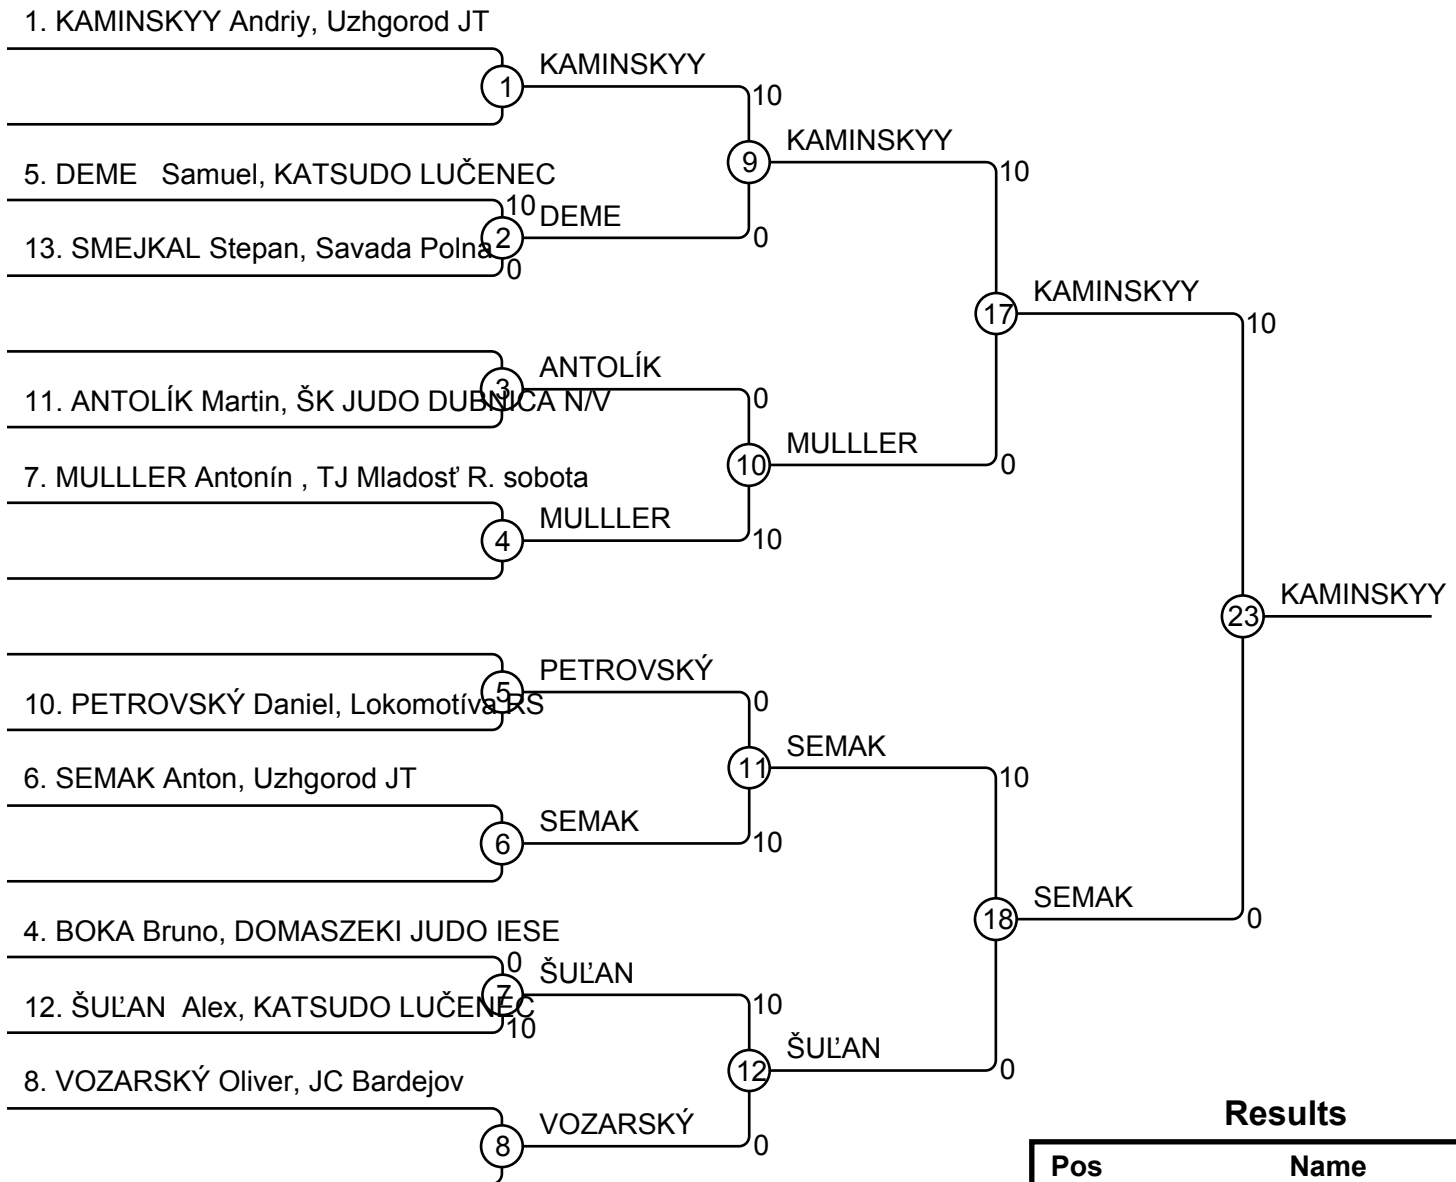 1. KAMINSKYY Andriy, Uzhgorod JT
1 KAMINSKYY
10
9 KAMINSKYY
10
5. DEME   Samuel, KATSUDO LUČENEC
10
2 DEME
0
13. SMEJKAL Stepan, Savada Polna
0
17 KAMINSKYY
10
3 ANTOLÍK
0
11. ANTOLÍK Martin, ŠK JUDO DUBNICA N/V
10 MULLLER
0
7. MULLLER Antonín , TJ Mladosť R. sobota
4 MULLLER
10
23 KAMINSKYY
5 PETROVSKÝ
0
10. PETROVSKÝ Daniel, Lokomotíva RS
11 SEMAK
10
6. SEMAK Anton, Uzhgorod JT
6 SEMAK
10
18 SEMAK
0
4. BOKA Bruno, DOMASZEKI JUDO IESE
0
7 ŠUĽAN
10
12. ŠUĽAN  Alex, KATSUDO LUČENEC
10
12 ŠUĽAN
0
8. VOZARSKÝ Oliver, JC Bardejov
8 VOZARSKÝ
0
Results
Pos Name